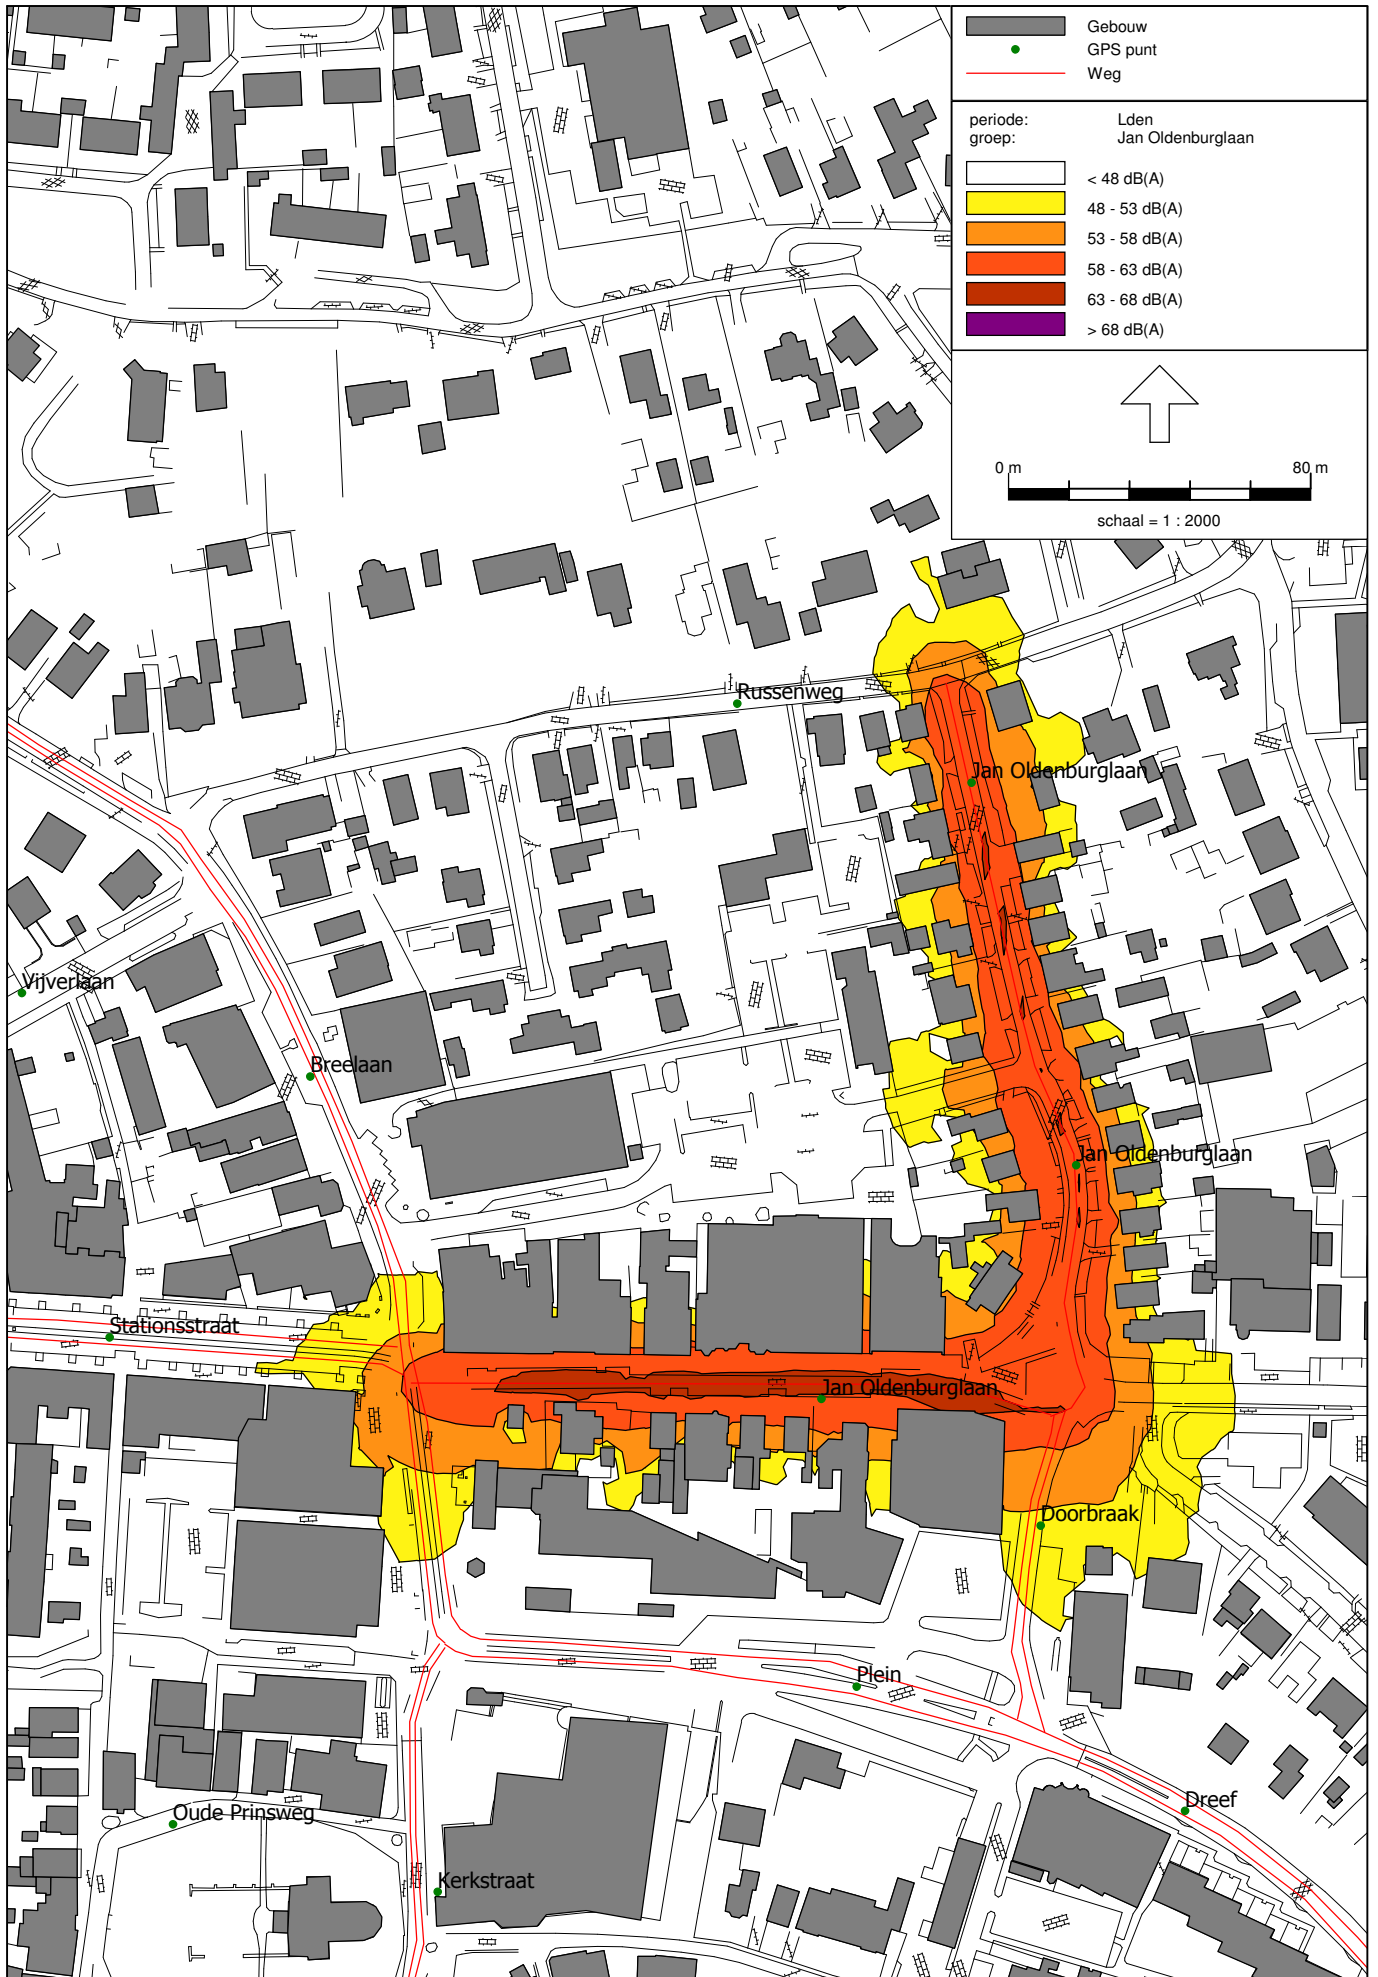 Gebouw
GPS punt
Weg
periode: Lden
groep: Jan Oldenburglaan
< 48 dB(A)
48 - 53 dB(A)
53 - 58 dB(A)
58 - 63 dB(A)
63 - 68 dB(A)
> 68 dB(A)
0 m 80 m
schaal = 1 : 2000
Russenweg
Jan Oldenburglaan
Vijverlaan
Breelaan
Jan Oldenburglaan
Stationsstraat
Jan Oldenburglaan
Doorbraak
Plein
Dreef
Oude Prinsweg
Kerkstraat